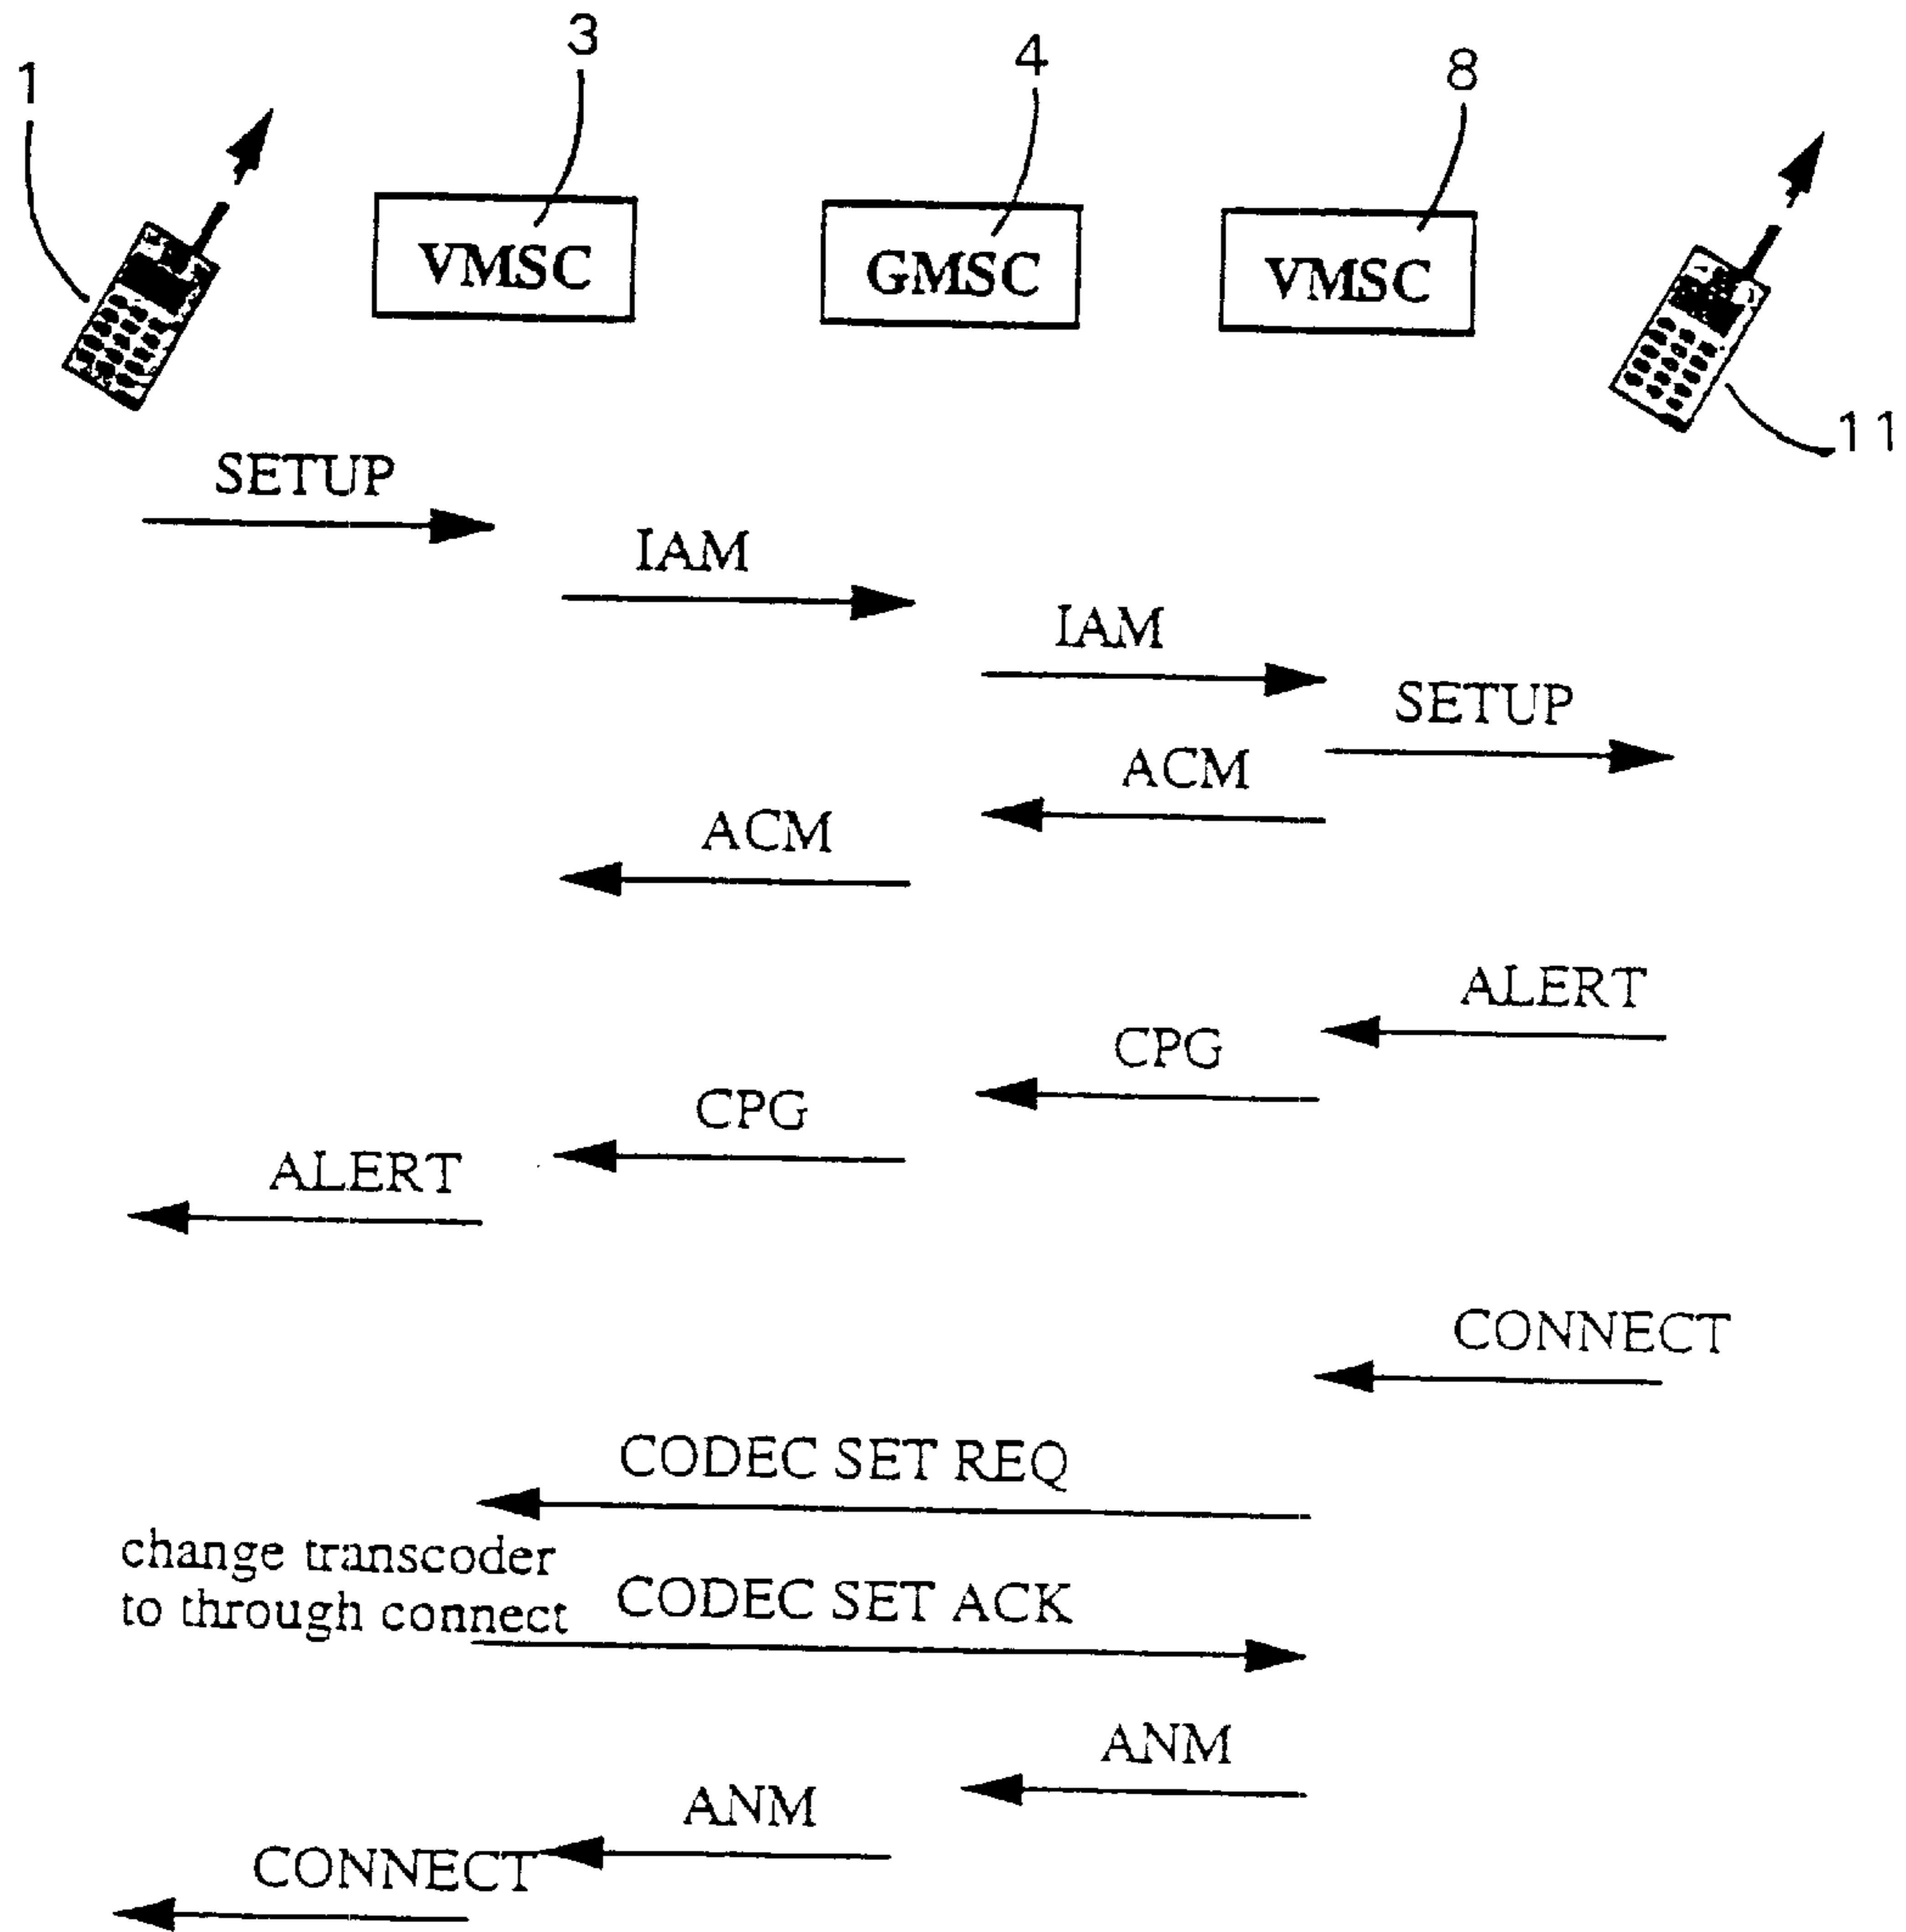 3
4
8
1
VMSC
GMSC
VMSC
11
SETUP
IAM
IAM
SETUP
ACM
ACM
ALERT
CPG
CPG
ALERT
CONNECT
CODEC SET REQ
change transcoder
to through connect
CODEC SET ACK
ANM
ANM
CONNECT